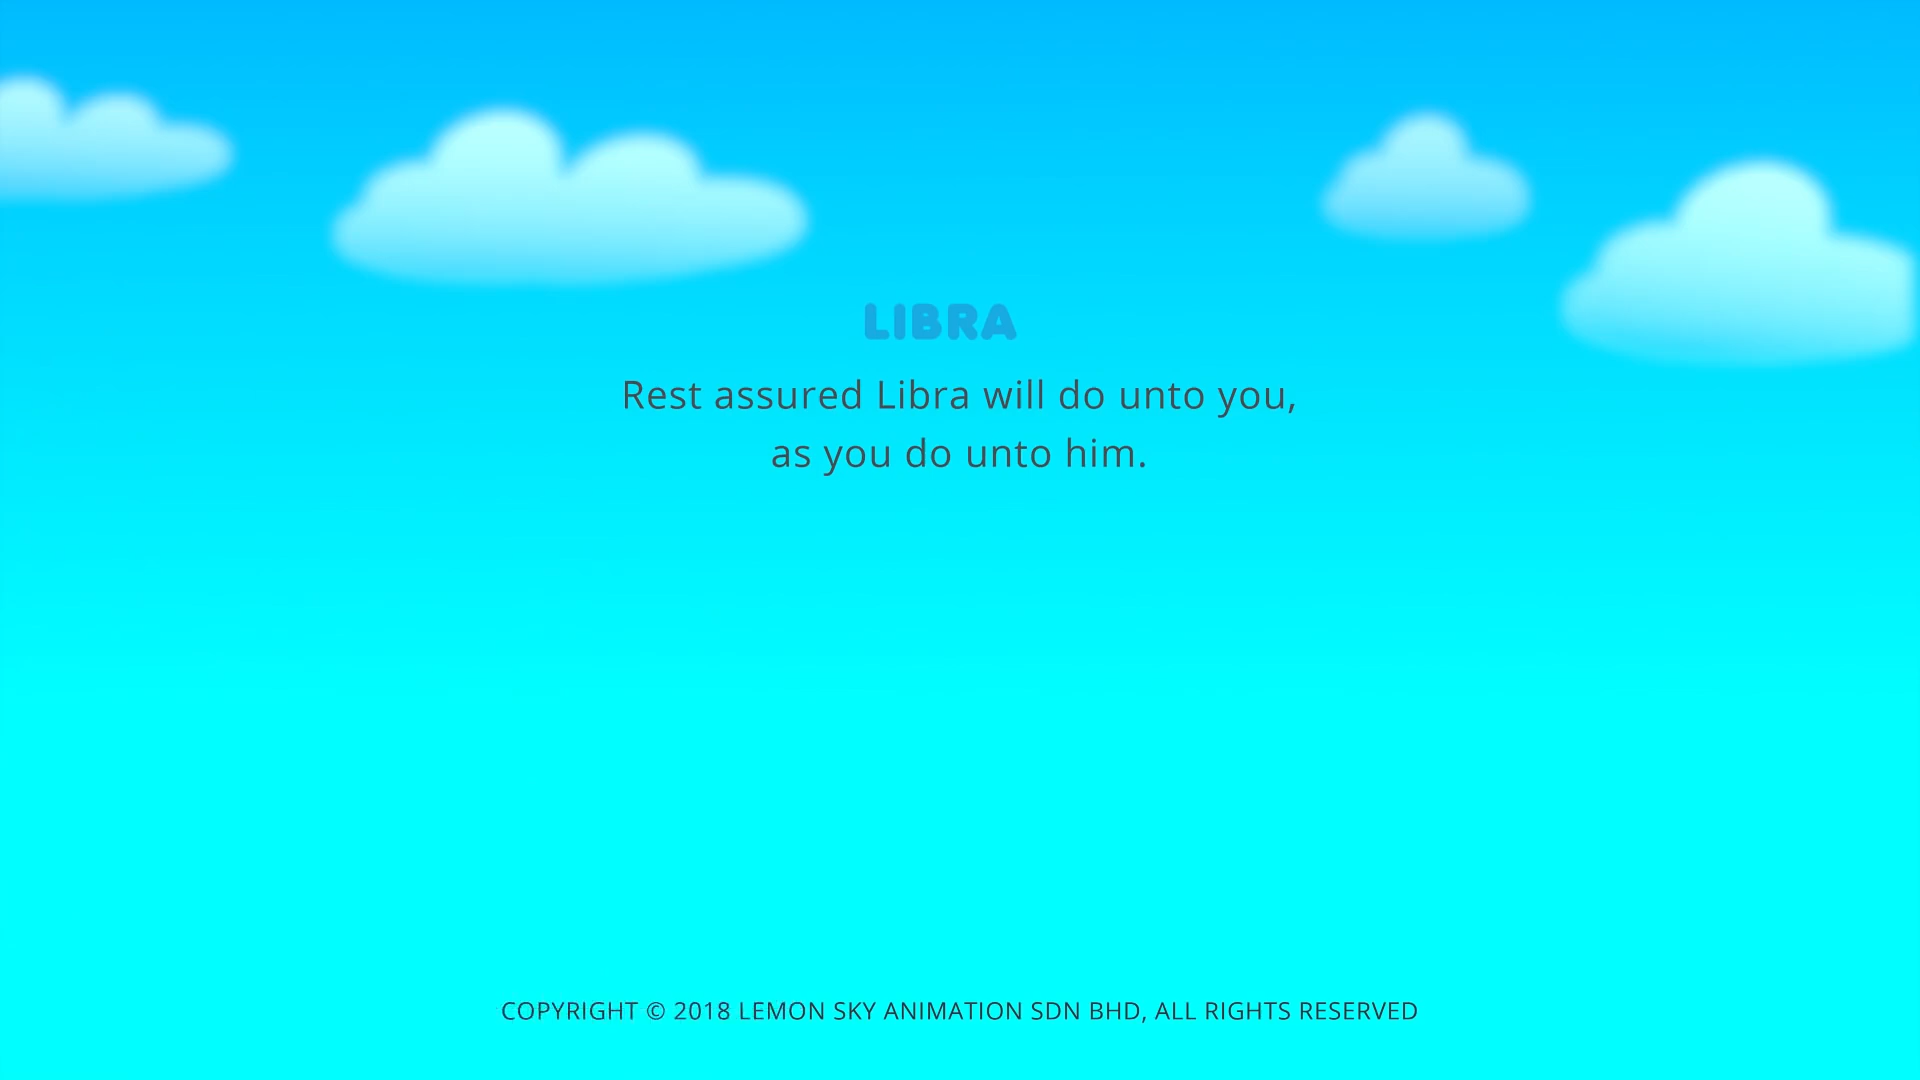 LIBRA
Rest assured Libra will do unto you,
as you do unto him.
COPYRIGHT © 2018 LEMON SKY ANIMATION SDN BHD, ALL RIGHTS RESERVED